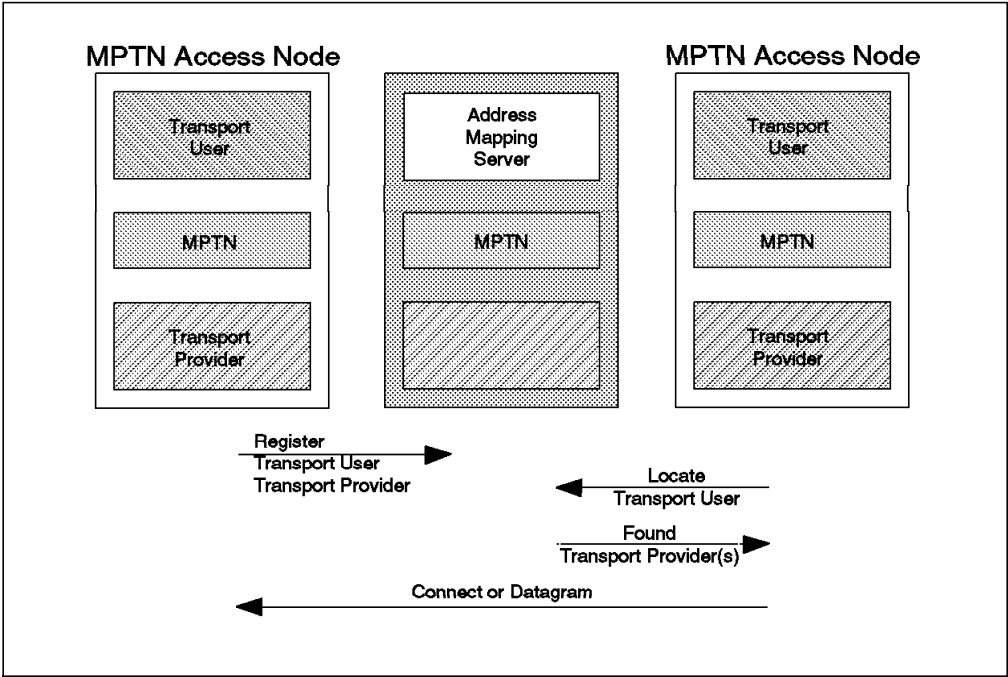 MPTN Access Node
MPTN Access Node
Transport
User
Address
Mapping
Server
Transport
User
MPTN
MPTN
MPTN
Transport
Provider
Transport
Provider
Register
Transport User
Transport Provider
Locate
Transport User
Found
Transport Provider(s)
Connect or Datagram